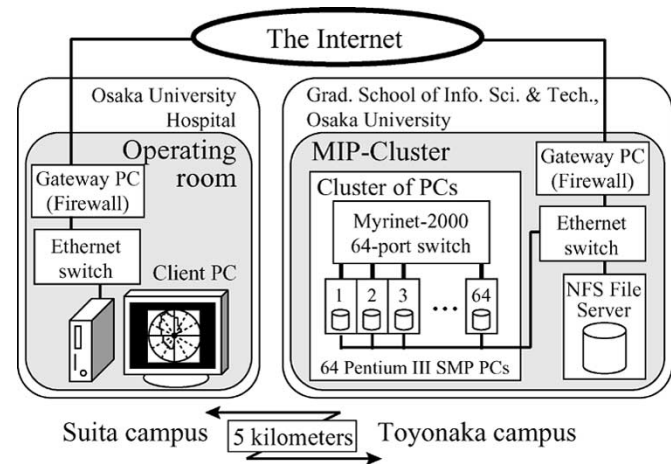 The Internet
Osaka University
Hospital
Operating
room
Gateway PC
(Firewall)
Ethernet
switch
Client PC
Grad. School of Info. Sci. & Tech.,
Osaka University
MIP-Cluster
Cluster of PCs
Myrinet-2000
64-port switch
1 2 3 ••• 64
64 Pentium III SMP PCs
Gateway PC
(Firewall)
Ethernet
switch
NFS File
Server
Suita campus
5 kilometers
Toyonaka campus